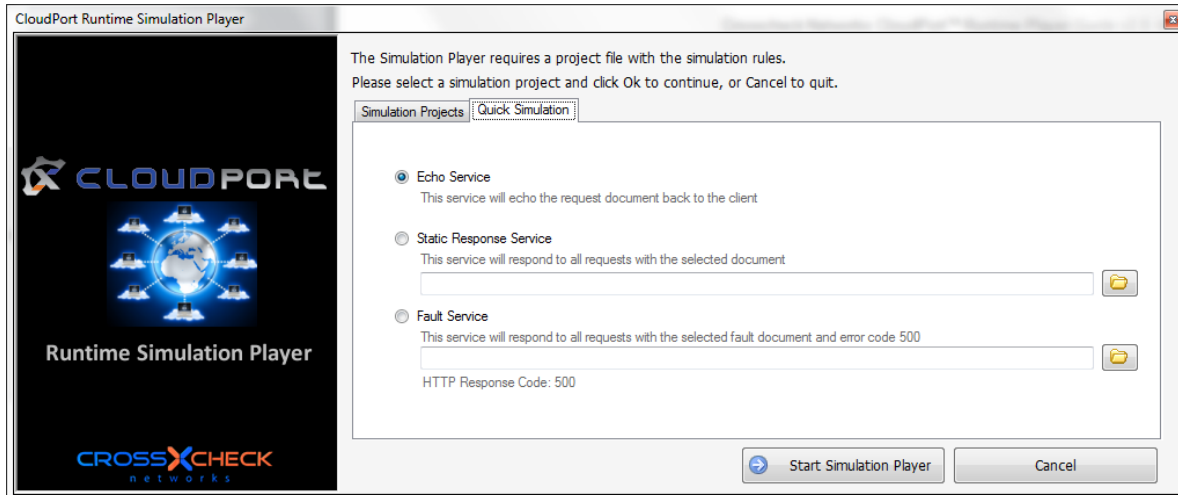 CloudPort Runtime Simulation Player
The Simulation Player requires a project file with the simulation rules.
Please select a simulation project and click Ok to continue, or Cancel to quit.
Simulation Projects Quick Simulation
Echo Service
This service will echo the request document back to the client
Static Response Service
This service will respond to all requests with the selected document
Fault Service
This service will respond to all requests with the selected fault document and error code 500
HTTP Response Code: 500
CLOUDPORT
Runtime Simulation Player
CROSSXCHECK
networks
Start Simulation Player Cancel